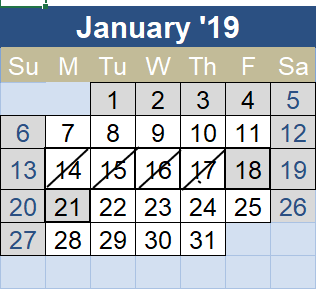 January '19
Su M Tu W Th F Sa
1 2 3 4 5
6 7 8 9 10 11 12
13 14 15 16 17 18 19
20 21 22 23 24 25 26
27 28 29 30 31